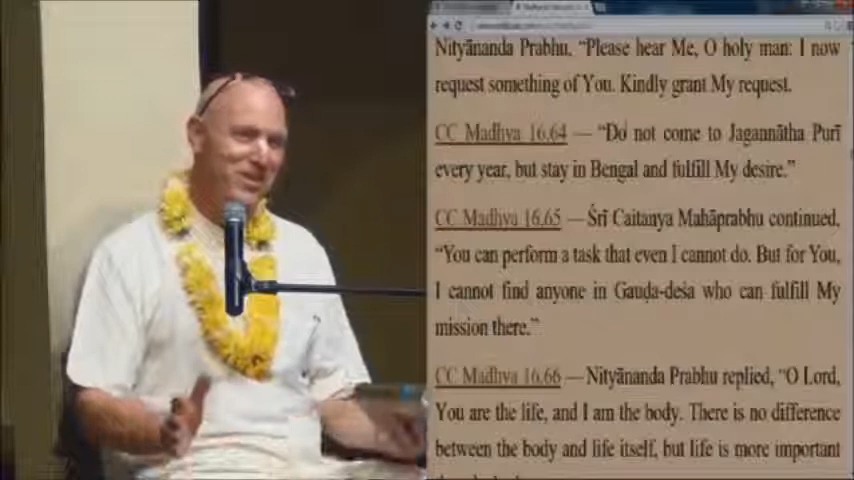 Nityānanda Prabhu, “Please hear Me, O holy man: I now
request something of You. Kindly grant My request.
CC Madhya 16.64 — “Do not come to Jagannātha Purī
every year, but stay in Bengal and fulfill My desire.”
CC Madhya 16.65 — Śrī Caitanya Mahāprabhu continued,
“You can perform a task that even I cannot do. But for You,
I cannot find anyone in Gauḍa-deśa who can fulfill My
mission there.”
CC Madhya 16.66 — Nityānanda Prabhu replied, “O Lord,
You are the life, and I am the body. There is no difference
between the body and life itself, but life is more important